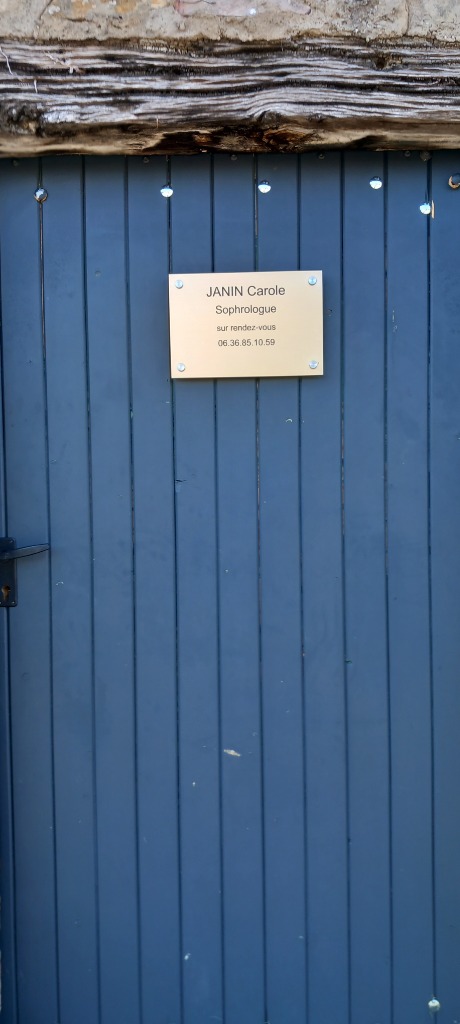 JANIN Carole
Sophrologue
sur rendez-vous
06.36.85.10.59